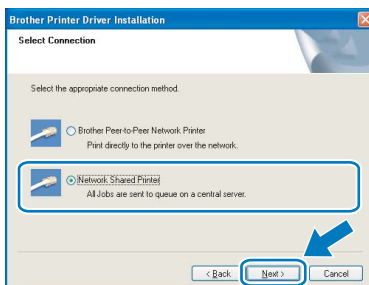 Brother Printer Driver Installation
Select Connection
Select the appropriate connection method.
Brother Peer-to-Peer Network Printer
Print directly to the printer over the network.
Network Shared Printer
All Jobs are sent to queue on a central server.
< Back Next > Cancel